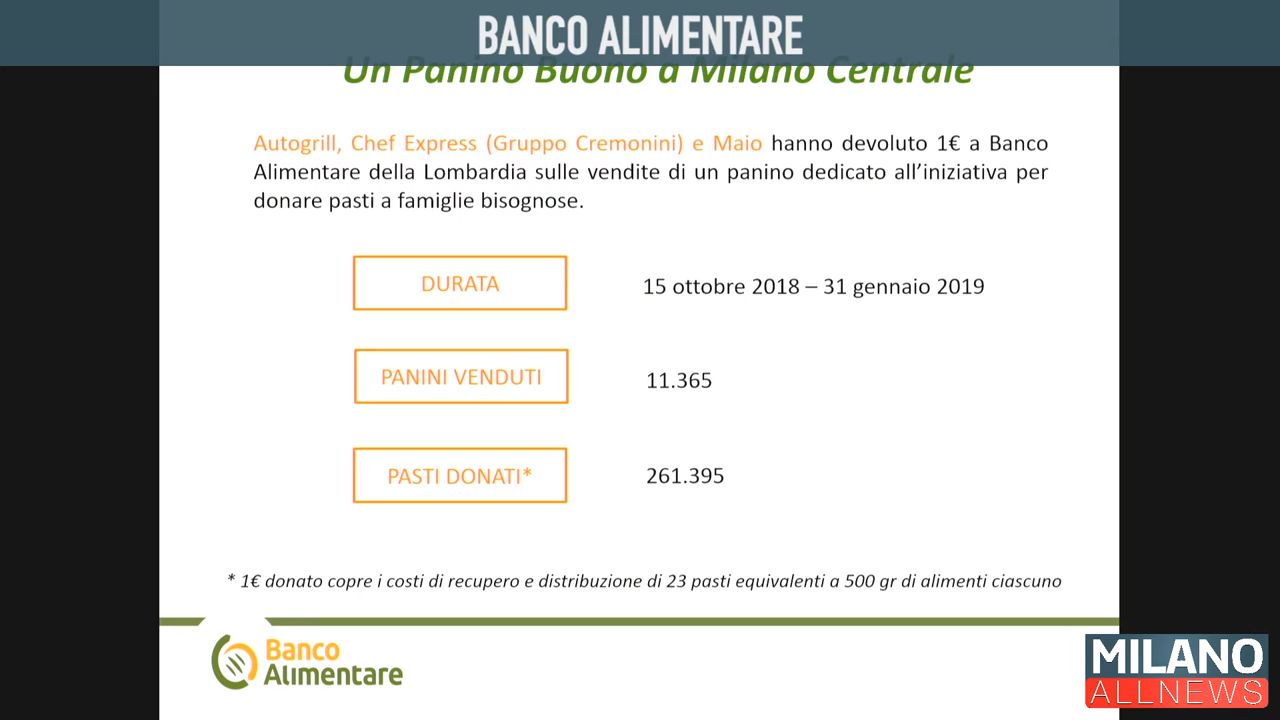 BANCO ALIMENTARE
Un Panino Buono a Milano Centrale
Autogrill, Chef Express (Gruppo Cremonini) e Maio hanno devoluto 1€ a Banco
Alimentare della Lombardia sulle vendite di un panino dedicato all’iniziativa per
donare pasti a famiglie bisognose.
DURATA
15 ottobre 2018 – 31 gennaio 2019
PANINI VENDUTI
11.365
PASTI DONATI*
261.395
* 1€ donato copre i costi di recupero e distribuzione di 23 pasti equivalenti a 500 gr di alimenti ciascuno
Banco
Alimentare
MILANO
ALLNEWS